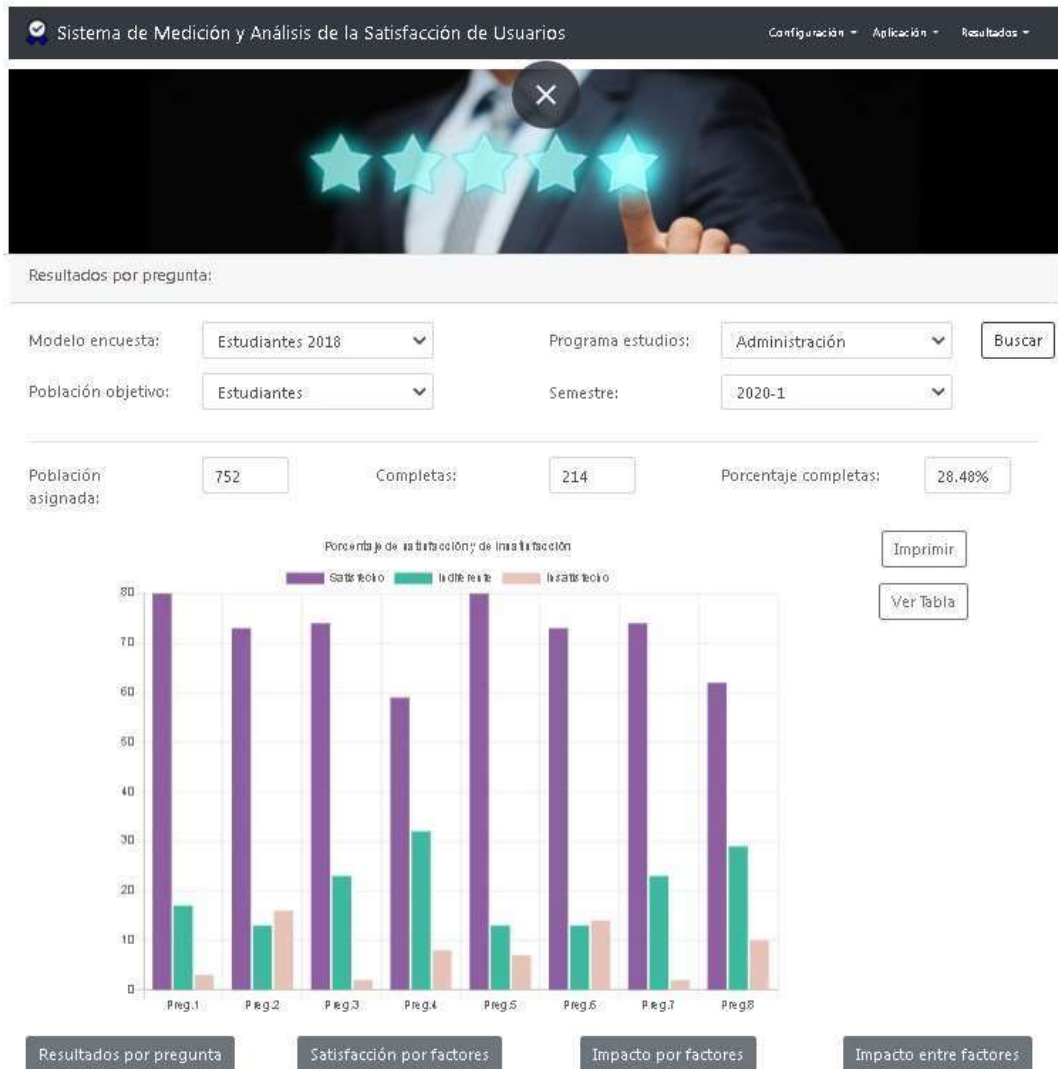 Sistema de Medición y Análisis de la Satisfacción de Usuarios
Configuración Aplicación Resultados
Resultados por pregunta:
Modelo encuesta: Estudiantes 2018 Programa estudios: Administración Buscar
Población objetivo: Estudiantes Semestre: 2020-1
Población asignada: 752 Completas: 214 Porcentaje completas: 28.48%
Imprimir
Ver Tabla
Porcentaje de satisfacción y de insatisfacción
Satisfecho Indiferente Insatisfecho
80
70
60
50
40
30
20
10
0
Preg.1 Preg.2 Preg.3 Preg.4 Preg.5 Preg.6 Preg.7 Preg.8
Resultados por pregunta Satisfacción por factores Impacto por factores Impacto entre factores